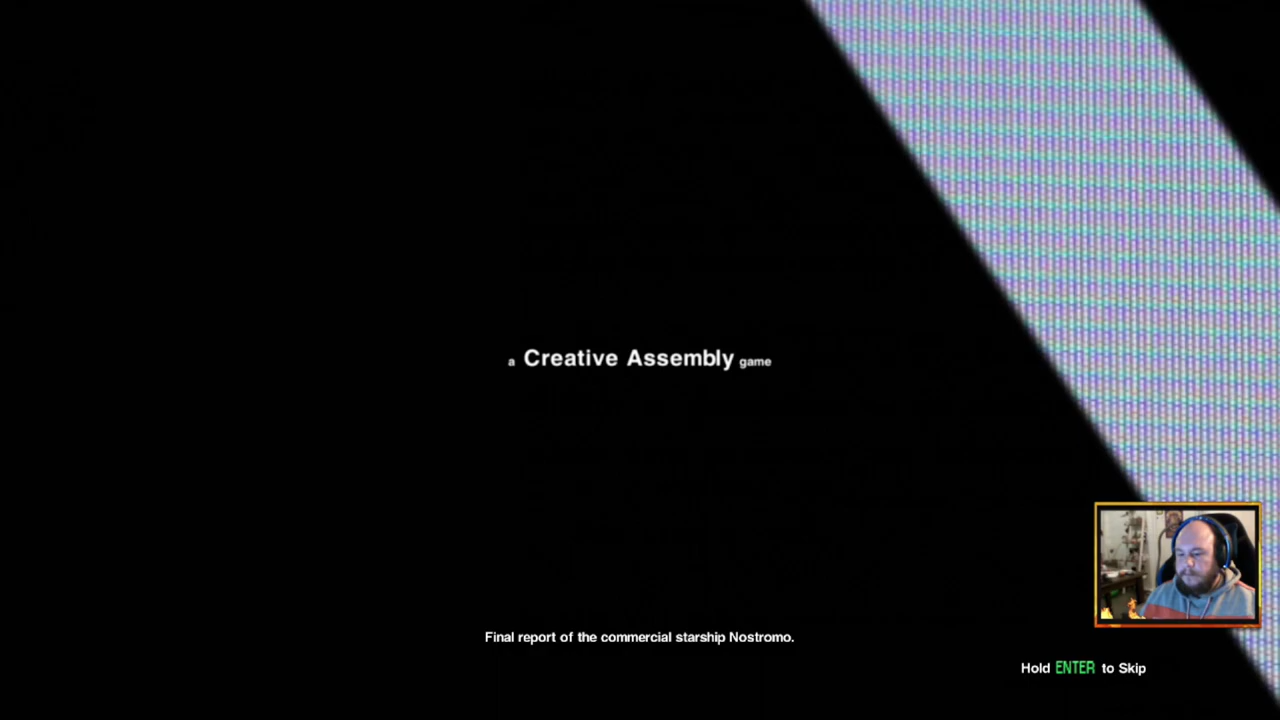 a Creative Assembly game
Final report of the commercial starship Nostromo.
Hold ENTER to Skip